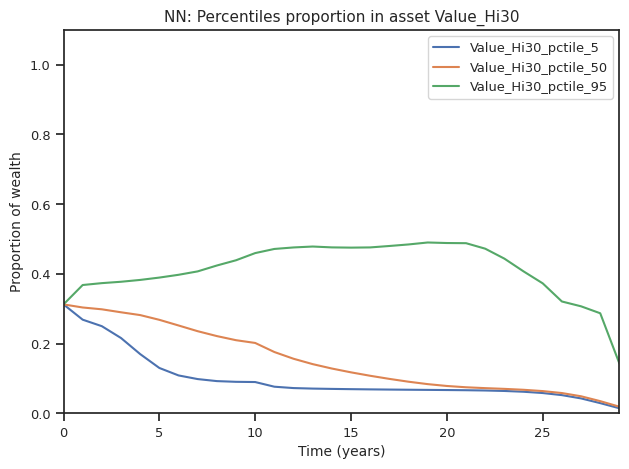 NN: Percentiles proportion in asset Value_Hi30
Value_Hi30_pctile_5
Value_Hi30_pctile_50
Value_Hi30_pctile_95
1.0
0.8
0.6
0.4
0.2
0.0
Proportion of wealth
0 5 10 15 20 25
Time (years)